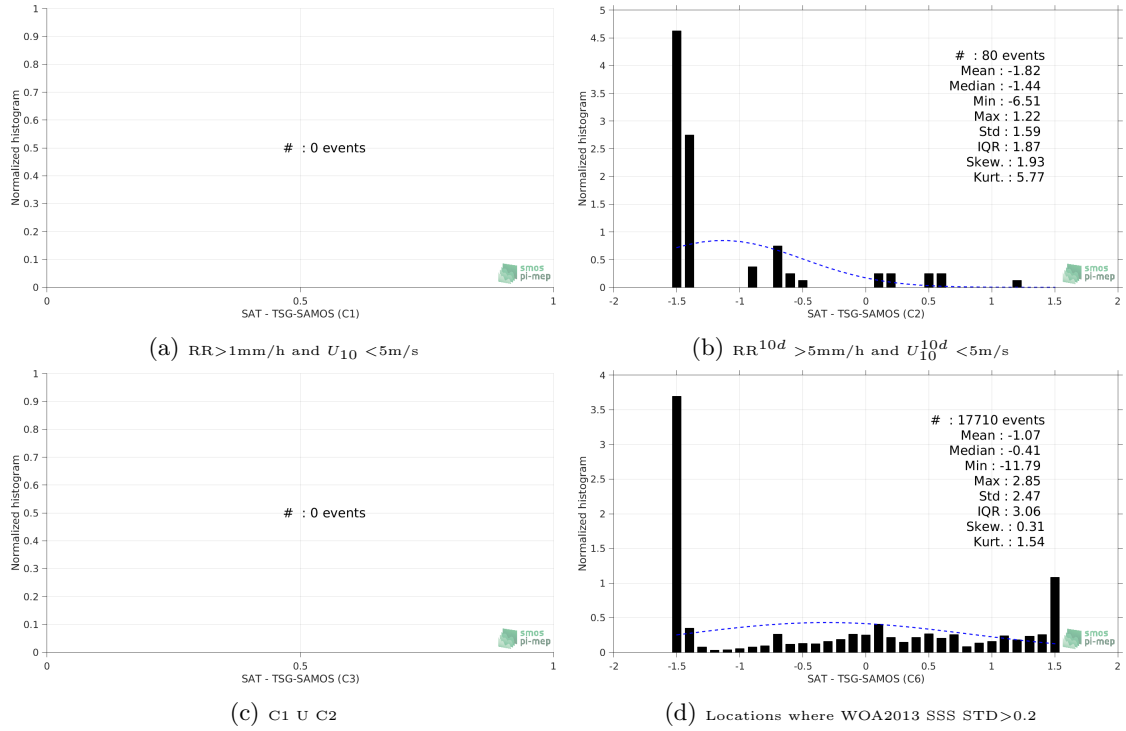 1
0.9
0.8
0.7
0.6
0.5
0.4
0.3
0.2
0.1
0
Normalized histogram
# : 0 events
smos
pi-mep
0 0.5 1
SAT - TSG-SAMOS (C1)
(a) RR>1mm/h and U10 <5m/s
5
4.5
4
3.5
3
2.5
2
1.5
1
0.5
0
Normalized histogram
# : 80 events
Mean : -1.82
Median : -1.44
Min : -6.51
Max : 1.22
Std : 1.59
IQR : 1.87
Skew. : 1.93
Kurt. : 5.77
smos
pi-mep
-2 -1.5 -1 -0.5 0 0.5 1 1.5 2
SAT - TSG-SAMOS (C2)
(b) RR^10d >5mm/h and U10^10d <5m/s
1
0.9
0.8
0.7
0.6
0.5
0.4
0.3
0.2
0.1
0
Normalized histogram
# : 0 events
smos
pi-mep
0 0.5 1
SAT - TSG-SAMOS (C3)
(c) C1 U C2
4
3.5
3
2.5
2
1.5
1
0.5
0
Normalized histogram
# : 17710 events
Mean : -1.07
Median : -0.41
Min : -11.79
Max : 2.85
Std : 2.47
IQR : 3.06
Skew. : 0.31
Kurt. : 1.54
smos
pi-mep
-2 -1.5 -1 -0.5 0 0.5 1 1.5 2
SAT - TSG-SAMOS (C6)
(d) Locations where WOA2013 SSS STD>0.2